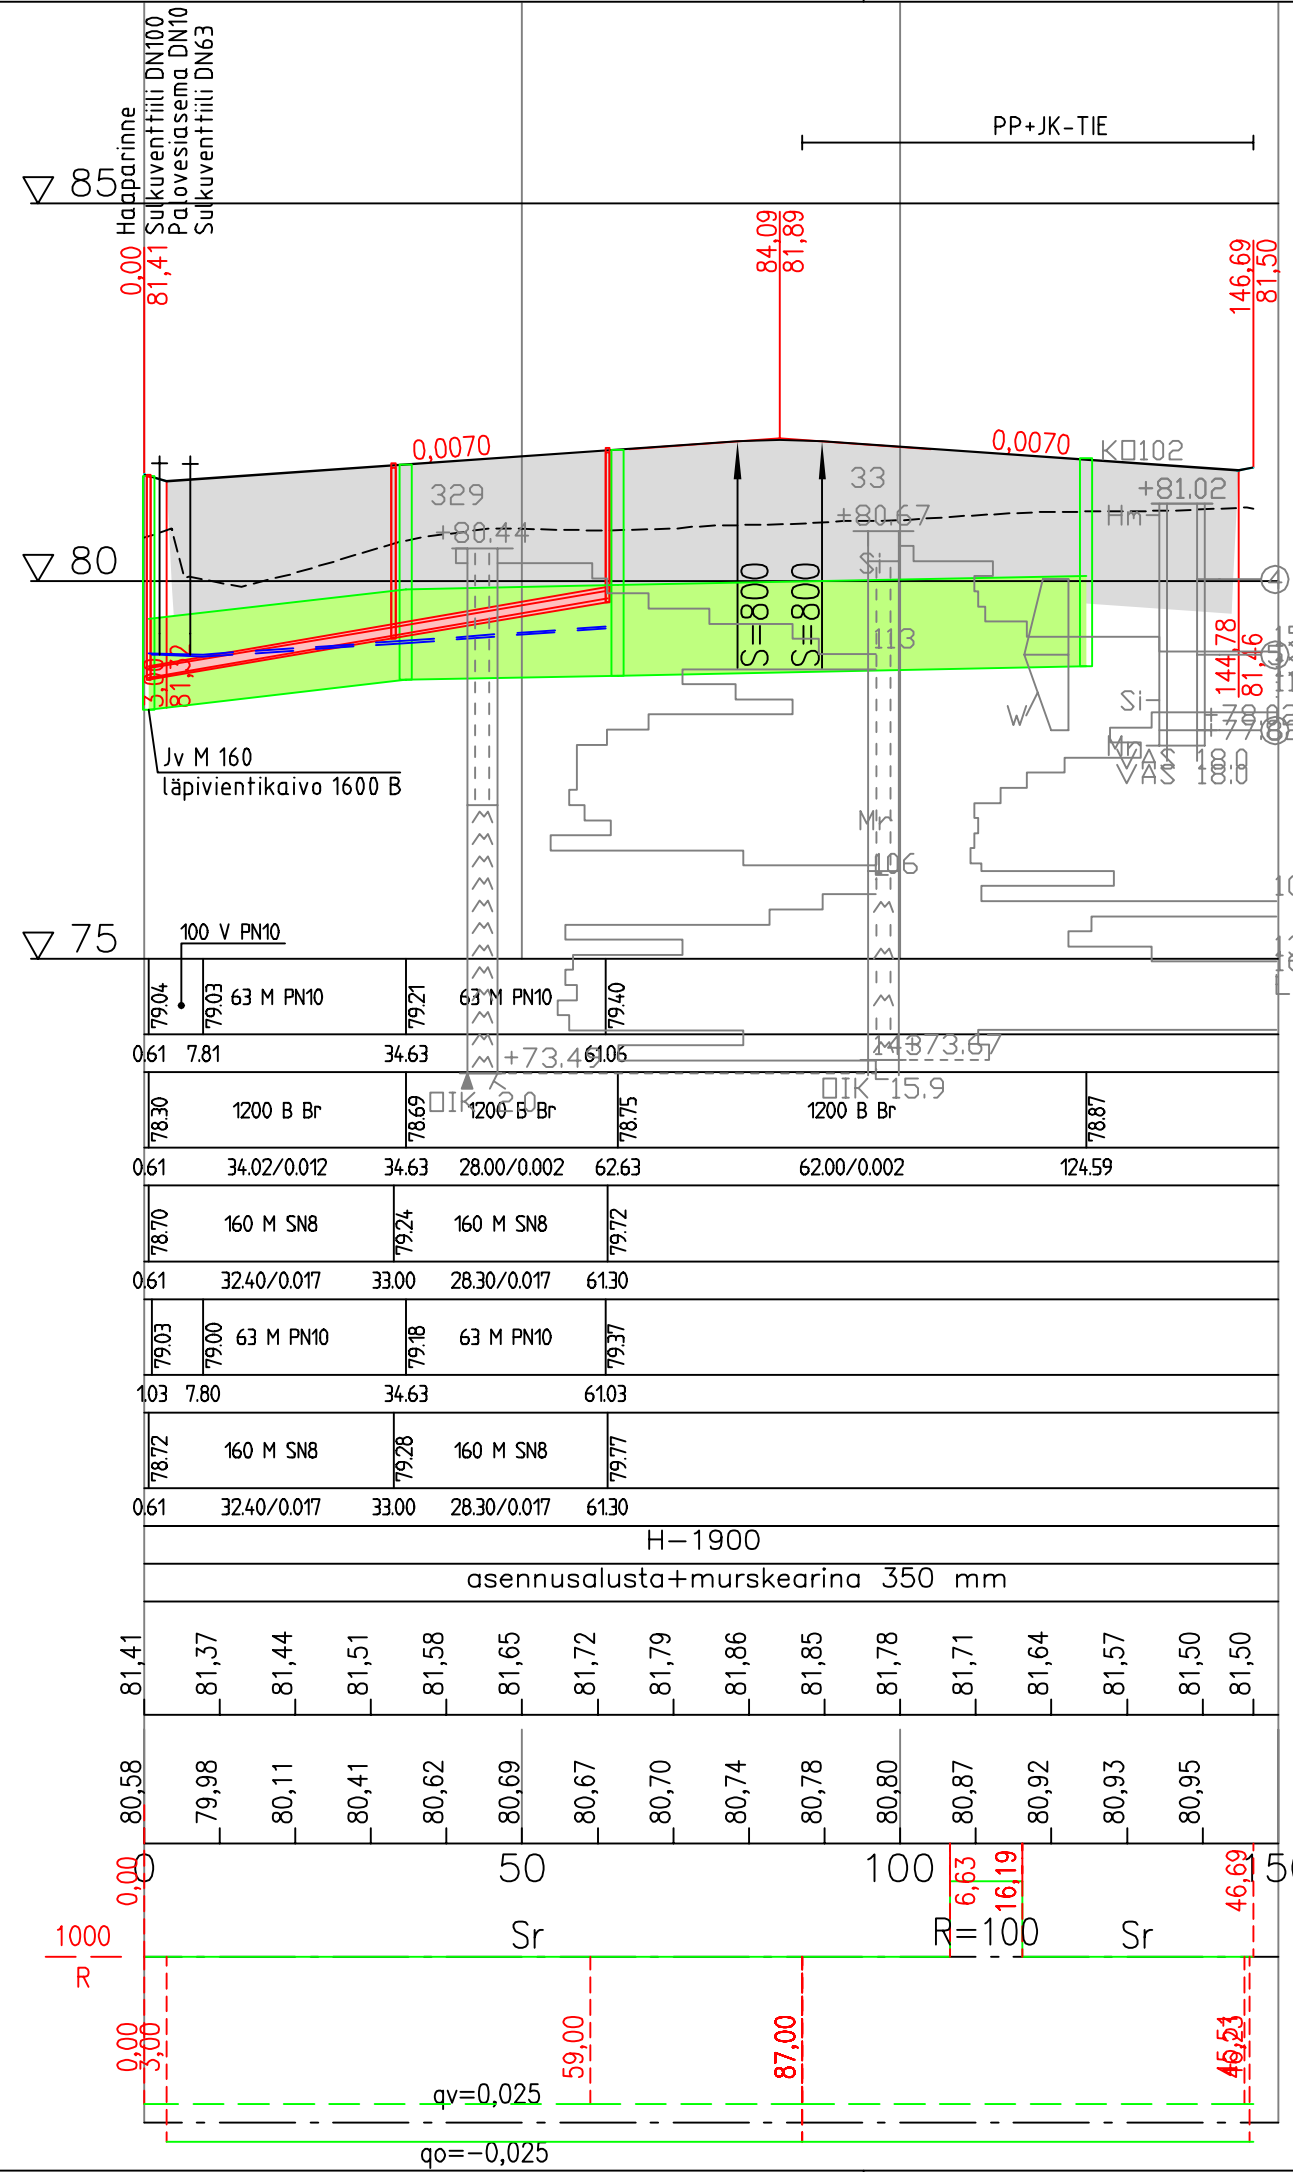 Haaparinne
Sulkuventtiili DN100
Palovesiasema DN10
Sulkuventtiili DN63
PP+JK-TIE
85
0,00
81,41
84,09
81,89
146,69
81,50
0,0070
0,0070
K□102
329
+80.44
33
+80.67
+81.02
Hm
Si
80
4
S=800
S=800
113
3,00
81,32
144,78
81,46
Si
W
+78.02
Mn
VAS 18.0
VAS 18.0
Jv M 160
läpivientikaivo 1600 B
Mr
106
75
100 V PN10
79.04
79.03
63 M PN10
79.21
63 M PN10
79.40
0.61
7.81
34.63
61.06
+73.49
□IK 2.0
□IK 15.9
78.30
1200 B Br
78.69
1200 B Br
78.75
1200 B Br
78.87
0.61
34.02/0.012
34.63
28.00/0.002
62.63
62.00/0.002
124.59
78.70
160 M SN8
79.24
160 M SN8
79.72
0.61
32.40/0.017
33.00
28.30/0.017
61.30
79.03
79.00
63 M PN10
79.18
63 M PN10
79.37
1.03
7.80
34.63
61.03
78.72
160 M SN8
79.28
160 M SN8
79.77
0.61
32.40/0.017
33.00
28.30/0.017
61.30
H-1900
asennusalusta+murskearina 350 mm
81,41
81,37
81,44
81,51
81,58
81,65
81,72
81,79
81,86
81,85
81,78
81,71
81,64
81,57
81,50
81,50
80,58
79,98
80,11
80,41
80,62
80,69
80,67
80,70
80,74
80,78
80,80
80,87
80,92
80,93
80,95
0
50
100
0,00
6,63
16,19
46,69
1000
R
Sr
R=100
Sr
0,00
3,00
59,00
87,00
qv=0,025
qo=-0,025